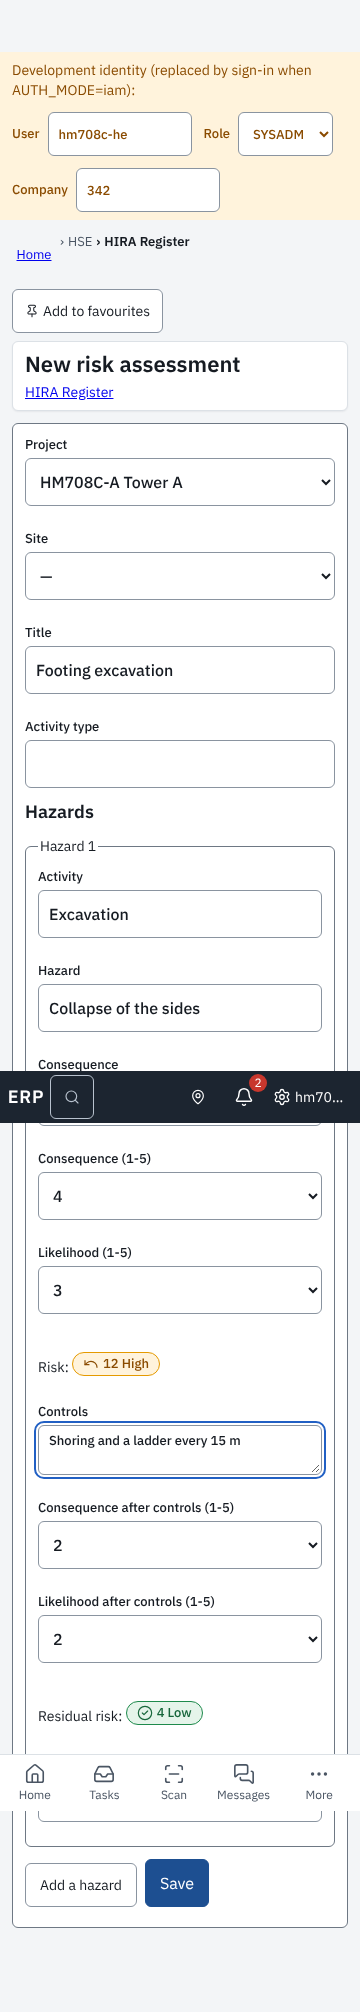 Development identity (replaced by sign-in when
AUTH_MODE=iam):
User hm708c-he Role SYSADM
Company 342
Home › HSE › HIRA Register
Add to favourites
New risk assessment
HIRA Register
Project
HM708C-A Tower A
Site
—
Title
Footing excavation
Activity type
Hazards
Hazard 1
Activity
Excavation
Hazard
Collapse of the sides
Consequence
ERP 2 hm70...
Consequence (1-5)
4
Likelihood (1-5)
3
Risk: 12 High
Controls
Shoring and a ladder every 15 m
Consequence after controls (1-5)
2
Likelihood after controls (1-5)
2
Residual risk: 4 Low
Home Tasks Scan Messages More
Add a hazard Save